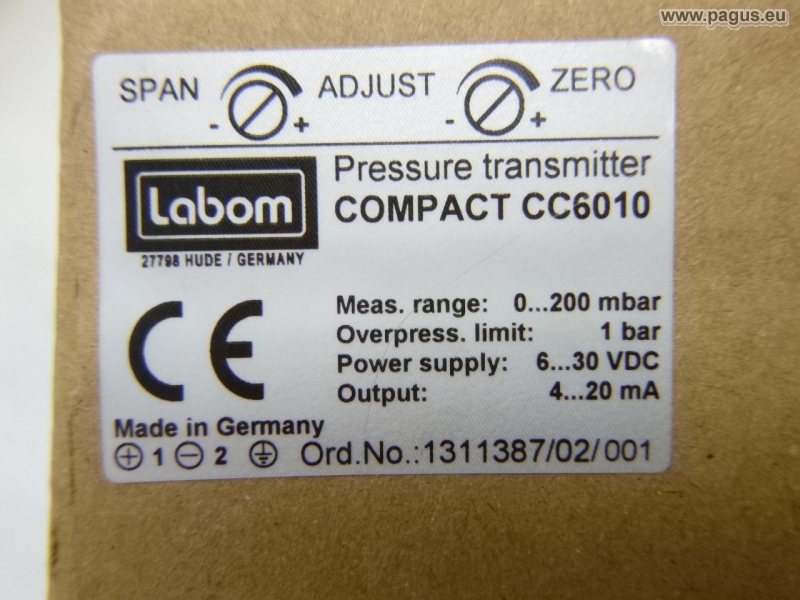 www.pagus.eu
SPAN ADJUST ZERO
- + - +
Labom
27798 HUDE / GERMANY
Pressure transmitter
COMPACT CC6010
CE
Meas. range: 0...200 mbar
Overpress. limit: 1 bar
Power supply: 6...30 VDC
Output: 4...20 mA
Made in Germany
+ 1 - 2 Ord.No.:1311387/02/001